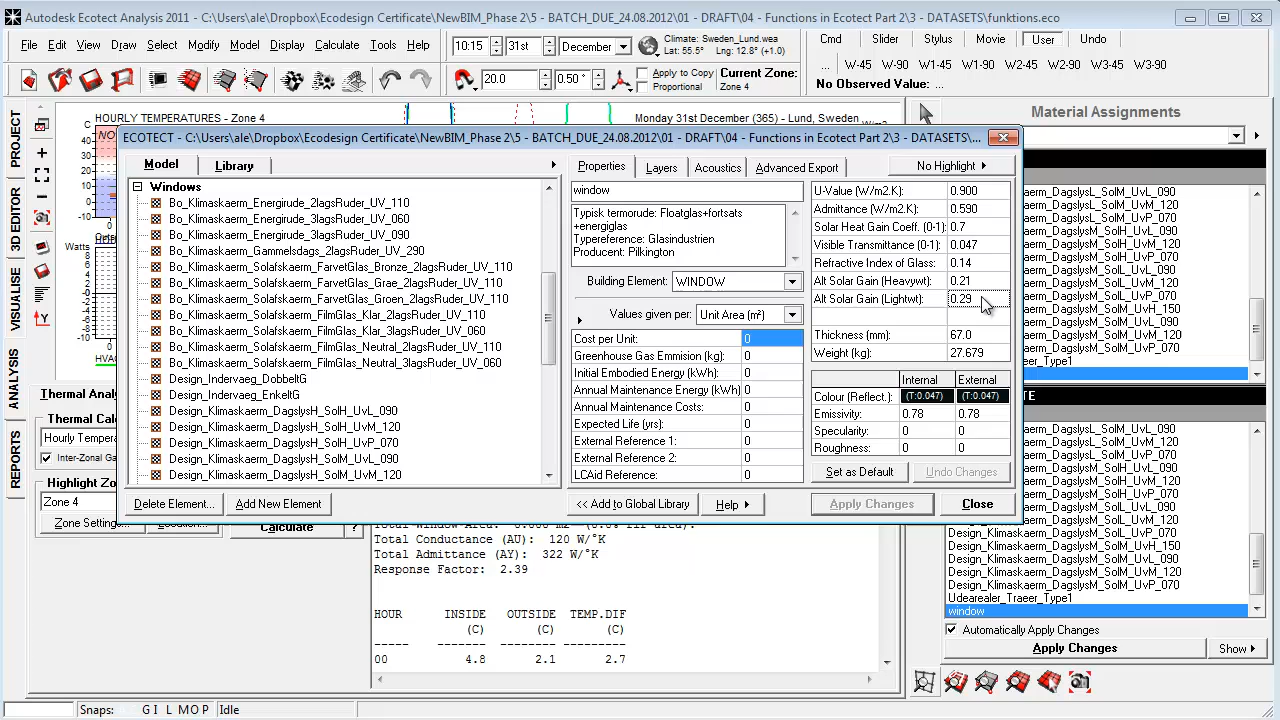 Autodesk Ecotect Analysis 2011 - C:\Users\ale\Dropbox\Ecodesign Certificate\NewBIM_Phase 2\5 - BATCH_DUE_24.08.2012\01 - DRAFT\04 - Functions in Ecotect Part 2\3 - DATASETS\funktions.eco
File Edit View Draw Select Modify Model Display Calculate Tools Help
10:15 31st December
Climate: Sweden_Lund.wea
Lat: 55.5° Lng: 12.8° (+1.0)
Cmd Slider Stylus Movie User Undo
... W-45 W-90 W1-45 W1-90 W2-45 W2-90 W3-45 W3-90
No Observed Value: ...
20.0 0.50 °
Apply to Copy
Proportional
Current Zone:
Zone 4
PROJECT
3D EDITOR
VISUALISE
ANALYSIS
REPORTS
HOURLY TEMPERATURES - Zone 4
Monday 31st December (365) - Lund, Sweden
C
40
30
20
10
0
-10
Watts
Material Assignments
ECOTECT - C:\Users\ale\Dropbox\Ecodesign Certificate\NewBIM_Phase 2\5 - BATCH_DUE_24.08.2012\01 - DRAFT\04 - Functions in Ecotect Part 2\3 - DATASETS\...
Model Library
Windows
Bo_Klimaskaerm_Energirude_2lagsRuder_UV_110
Bo_Klimaskaerm_Energirude_3lagsRuder_UV_060
Bo_Klimaskaerm_Energirude_3lagsRuder_UV_090
Bo_Klimaskaerm_Gammelsdags_2lagsRuder_UV_290
Bo_Klimaskaerm_Solafskaerm_FarvetGlas_Bronze_2lagsRuder_UV_110
Bo_Klimaskaerm_Solafskaerm_FarvetGlas_Grae_2lagsRuder_UV_110
Bo_Klimaskaerm_Solafskaerm_FarvetGlas_Groen_2lagsRuder_UV_110
Bo_Klimaskaerm_Solafskaerm_FilmGlas_Klar_2lagsRuder_UV_110
Bo_Klimaskaerm_Solafskaerm_FilmGlas_Klar_3lagsRuder_UV_060
Bo_Klimaskaerm_Solafskaerm_FilmGlas_Neutral_2lagsRuder_UV_110
Bo_Klimaskaerm_Solafskaerm_FilmGlas_Neutral_3lagsRuder_UV_060
Design_Indervaeg_DobbeltG
Design_Indervaeg_EnkeltG
Design_Klimaskaerm_DagslysH_SolH_UvL_090
Design_Klimaskaerm_DagslysH_SolH_UvM_120
Design_Klimaskaerm_DagslysH_SolH_UvP_070
Design_Klimaskaerm_DagslysH_SolM_UvL_090
Design_Klimaskaerm_DagslysH_SolM_UvM_120
Delete Element... Add New Element
Properties Layers Acoustics Advanced Export No Highlight
window
Typisk termorude: Floatglas+fortsats
+energiglas
Typereference: Glasindustrien
Producent: Pilkington
Building Element: WINDOW
Values given per: Unit Area (m²)
Cost per Unit: 0
Greenhouse Gas Emmision (kg): 0
Initial Embodied Energy (kWh) 0
Annual Maintenance Energy (kWh) 0
Annual Maintenance Costs: 0
Expected Life (yrs): 0
External Reference 1: 0
External Reference 2: 0
LCAid Reference: 0
U-Value (W/m2.K): 0.900
Admittance (W/m2.K): 0.590
Solar Heat Gain Coeff. (0-1): 0.7
Visible Transmittance (0-1): 0.047
Refractive Index of Glass: 0.14
Alt Solar Gain (Heavywt): 0.21
Alt Solar Gain (Lightwt): 0.29
Thickness (mm): 67.0
Weight (kg): 27.679
Internal External
Colour (Reflect.): (T:0.047) (T:0.047)
Emissivity: 0.78 0.78
Specularity: 0 0
Roughness: 0 0
Set as Default Undo Changes
<< Add to Global Library Help Apply Changes Close
Thermal Analysis
Thermal Calc
Hourly Tempera
Inter-Zonal Ga
Highlight Zo
Zone 4
Zone Settings...
Calculate ?
Total Conductance (AU): 120 W/°K
Total Admittance (AY): 322 W/°K
Response Factor: 2.39
HOUR INSIDE OUTSIDE TEMP.DIF
(C) (C) (C)
----- ------- ------- ---------
00 4.8 2.1 2.7
Design_Klimaskaerm_DagslysM_SolM_UvP_070
Design_Klimaskaerm_DagslysM_SolM_UvH_150
Design_Klimaskaerm_DagslysM_SolM_UvL_090
Design_Klimaskaerm_DagslysM_SolM_UvM_120
Design_Klimaskaerm_DagslysM_SolM_UvP_070
Udearealer_Traeer_Type1
window
Automatically Apply Changes
Apply Changes Show
Snaps: G I L M O P Idle